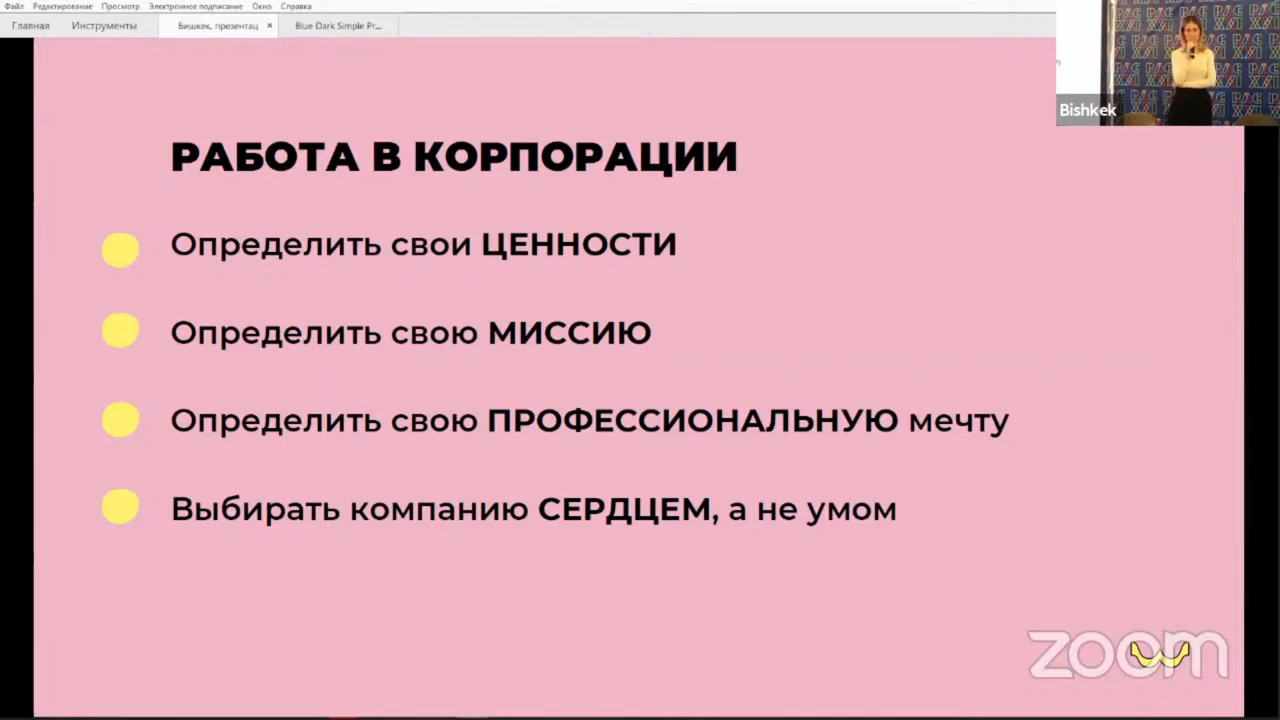 Файл Редактирование Просмотр Электронное подписание Окно Справка
Главная Инструменты Бишкек, презентац × Blue Dark Simple Pr...
Bishkek
РАБОТА В КОРПОРАЦИИ
Определить свои ЦЕННОСТИ
Определить свою МИССИЮ
Определить свою ПРОФЕССИОНАЛЬНУЮ мечту
Выбирать компанию СЕРДЦЕМ, а не умом
zoom